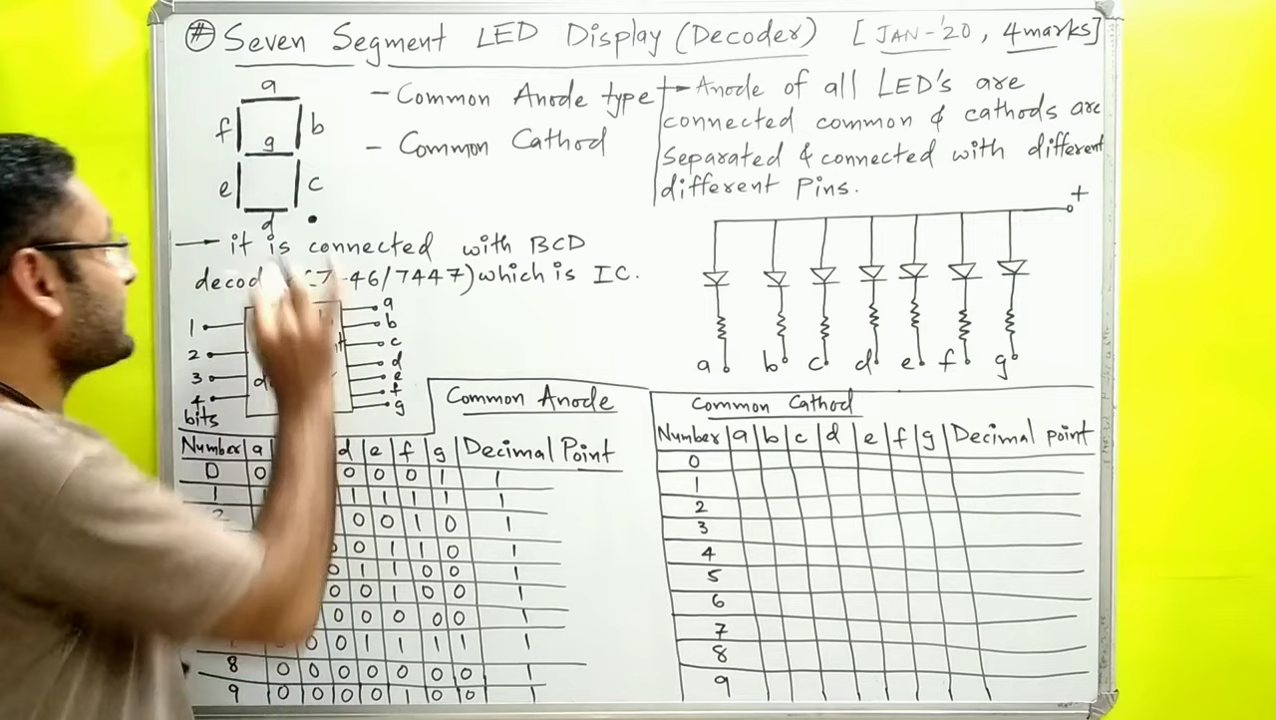 # Seven Segment LED Display (Decoder) [JAN-'20, 4marks]
a
f b
g
e c
d
- Common Anode type
- Common Cathod
→ Anode of all LED's are
connected common & cathods are
Separated & connected with different
different Pins.
+
a b c d e f g
→ it is connected with BCD
46/7447) which is IC.
1
2
3
4
bits
a
b
c
d
e
f
g
Common Anode
Number a d e f g Decimal Point
0 0 0 0 0 1 1
1 1 1 1 1 1 1
2 0 0 1 0 1
0 1 1 0 1
0 1 1 0 0 1
0 0 1 0 0 1
0 0 0 0 0 1
0 0 1 1 1 1 1
8 0 0 0 0 0 0 0 1
9 0 0 0 0 1 0 0 1
Common Cathod
Number a b c d e f g Decimal point
0
1
2
3
4
5
6
7
8
9